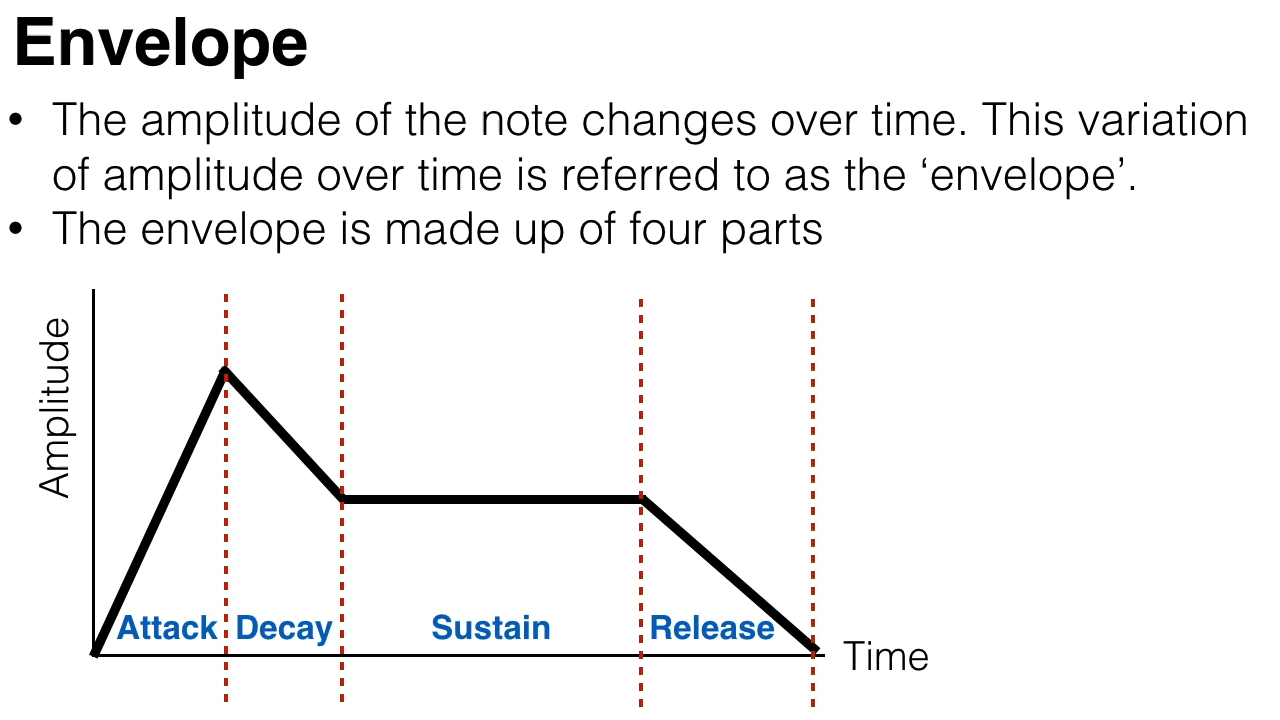 Envelope
• The amplitude of the note changes over time. This variation
of amplitude over time is referred to as the ‘envelope’.
• The envelope is made up of four parts
Amplitude
Attack Decay Sustain Release
Time